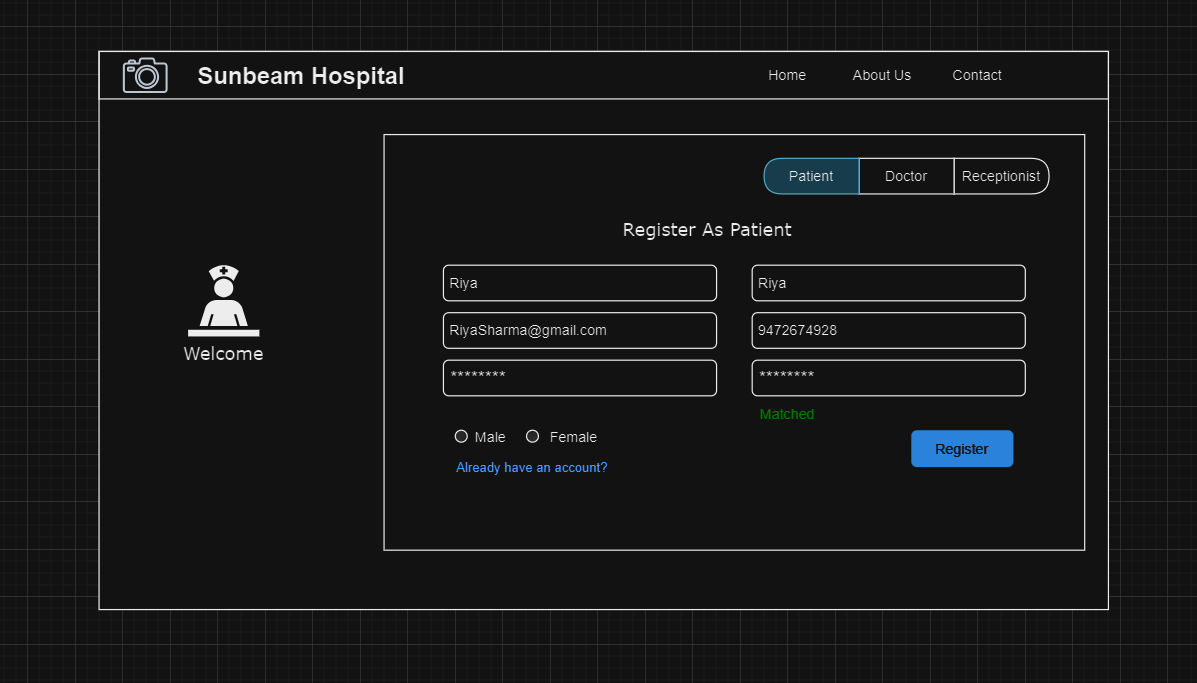 Sunbeam Hospital
Home About Us Contact
Patient Doctor Receptionist
Register As Patient
Riya Riya
RiyaSharma@gmail.com 9472674928
******** ********
Matched
Male Female
Register
Already have an account?
Welcome